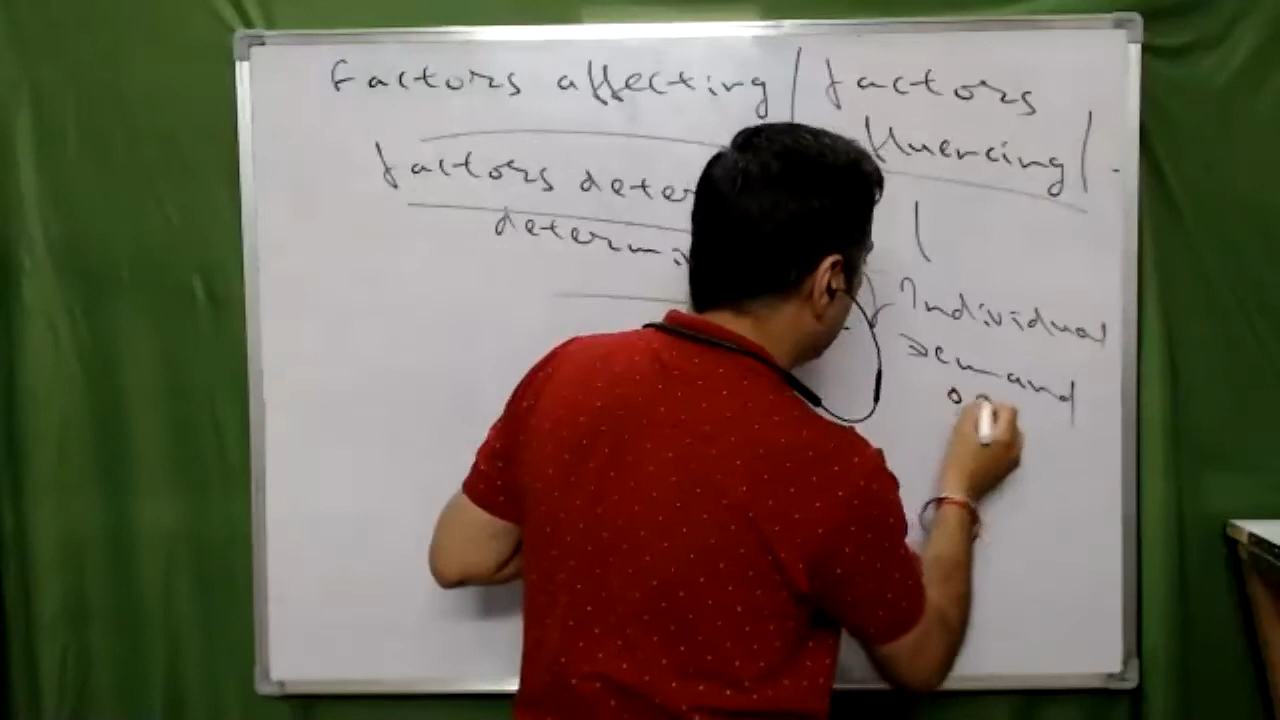 Factors affecting / factors
fluencing / .
factors deter
determi
Individual
Demand